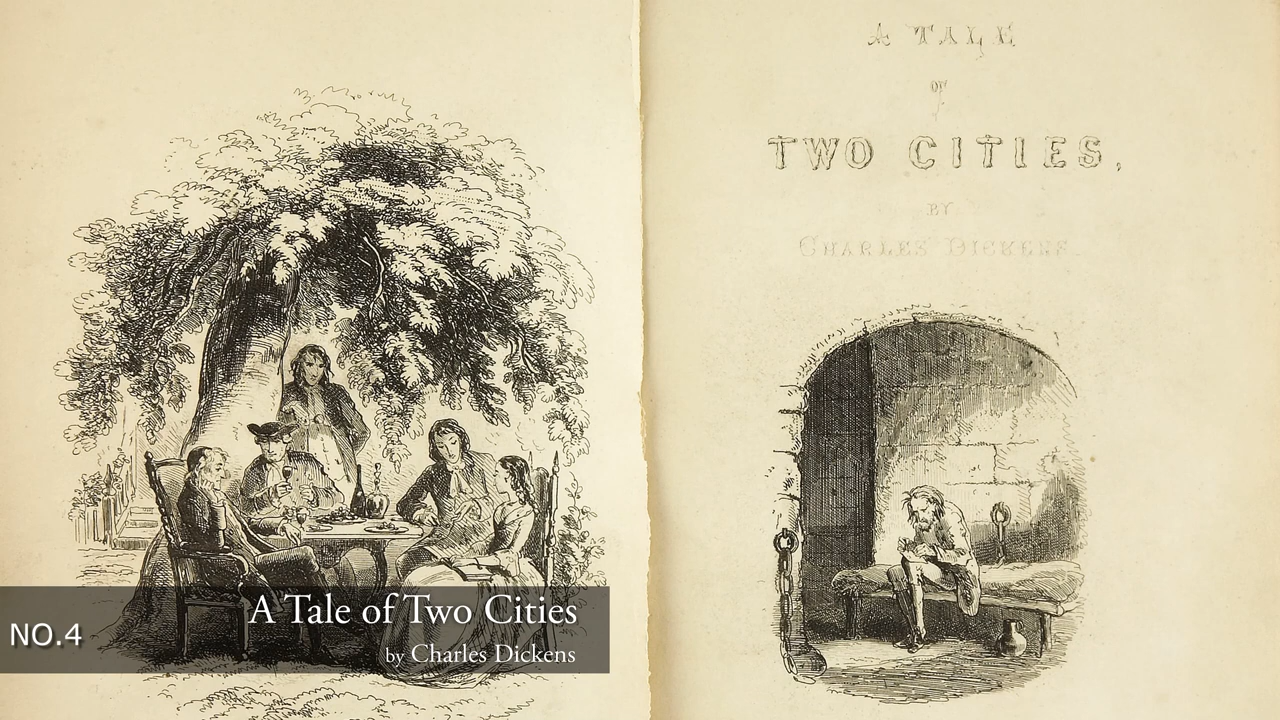 A TALE
OF
TWO CITIES,
BY
CHARLES DICKENS.
NO.4
A Tale of Two Cities
by Charles Dickens